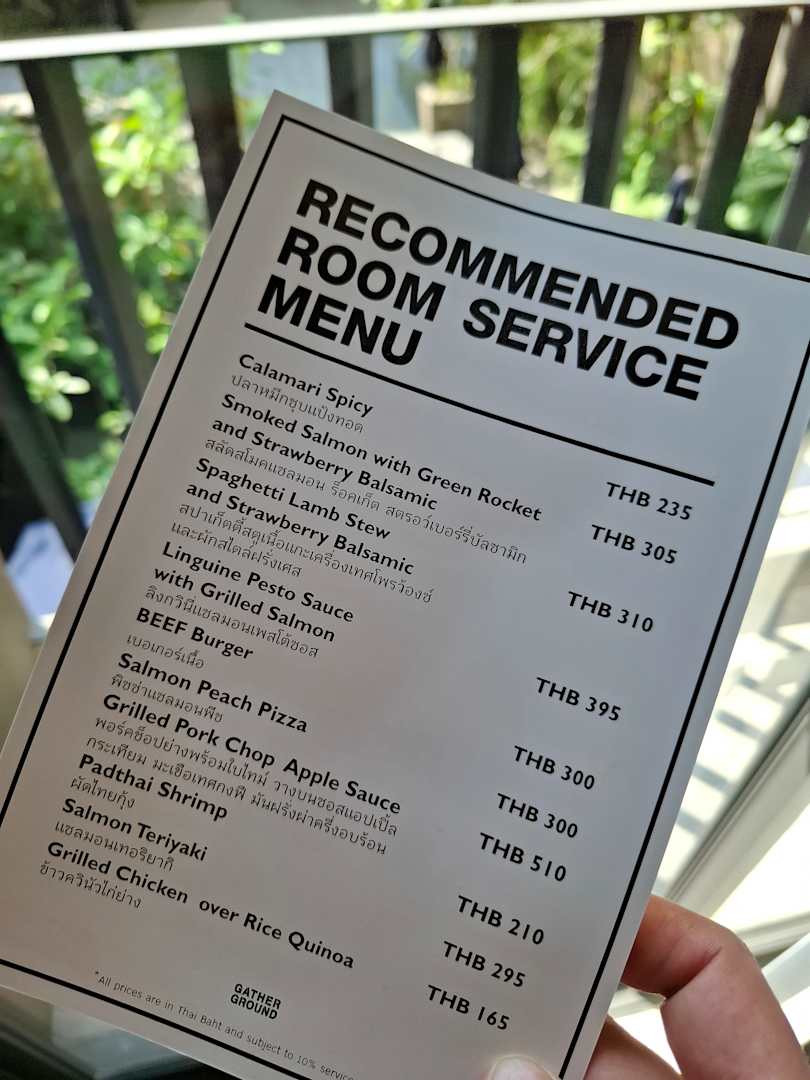 RECOMMENDED
ROOM SERVICE
MENU
Calamari Spicy THB 235
ปลาหมึกชุบแป้งทอด
Smoked Salmon with Green Rocket
and Strawberry Balsamic THB 305
สลัดสโมคแซลมอน ร็อคเก็ต สตรอว์เบอร์รี่บัลซามิก
Spaghetti Lamb Stew
and Strawberry Balsamic THB 310
สปาเก็ตตี้สตูเนื้อแกะเครื่องเทศโพรว๊องซ์
และผักสไตล์ฝรั่งเศส
Linguine Pesto Sauce
with Grilled Salmon THB 395
ลิงกวินี่แซลมอนเพสโต้ซอส
BEEF Burger THB 300
เบอเกอร์เนื้อ
Salmon Peach Pizza THB 300
พิซซ่าแซลมอนพีช
Grilled Pork Chop Apple Sauce THB 510
พอร์คช็อปย่างพร้อมใบไทม์ วางบนซอสแอปเปิ้ล
กระเทียม มะเขือเทศกงฟี มันฝรั่งผ่าครึ่งอบร้อน
Padthai Shrimp THB 210
ผัดไทยกุ้ง
Salmon Teriyaki THB 295
แซลมอนเทอริยากิ
Grilled Chicken over Rice Quinoa THB 165
ข้าวควินัวไก่ย่าง
GATHER
GROUND
*All prices are in Thai Baht and subject to 10% service